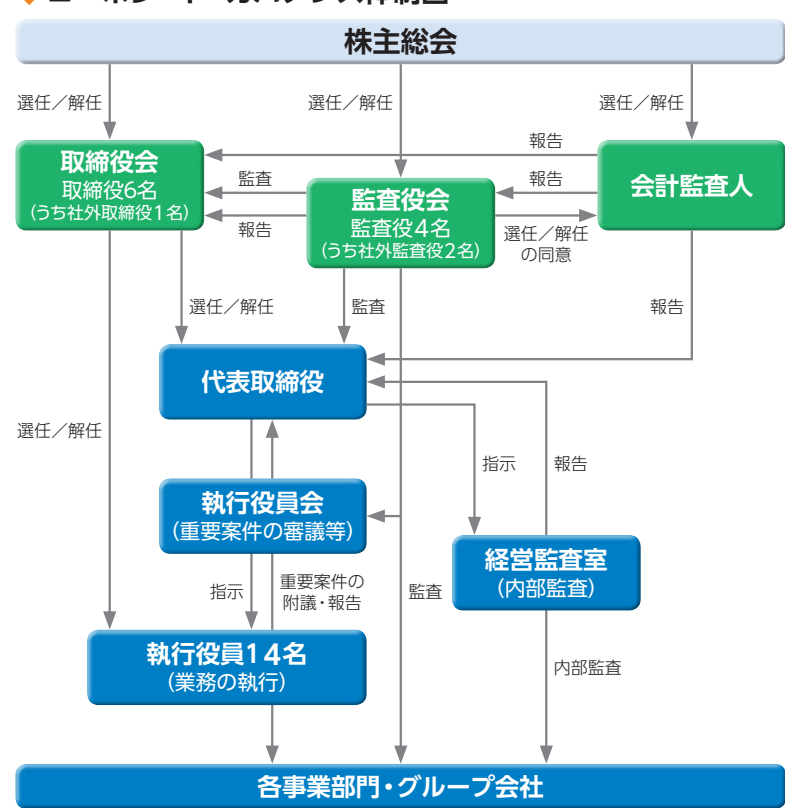 株主総会
選任／解任
選任／解任
選任／解任
取締役会
取締役6名
(うち社外取締役1名)
報告
監査
報告
報告
監査役会
監査役4名
(うち社外監査役2名)
会計監査人
選任／解任
の同意
選任／解任
監査
報告
代表取締役
選任／解任
指示
報告
執行役員会
(重要案件の審議等)
経営監査室
(内部監査)
指示
重要案件の
附議・報告
監査
執行役員14名
(業務の執行)
内部監査
各事業部門・グループ会社